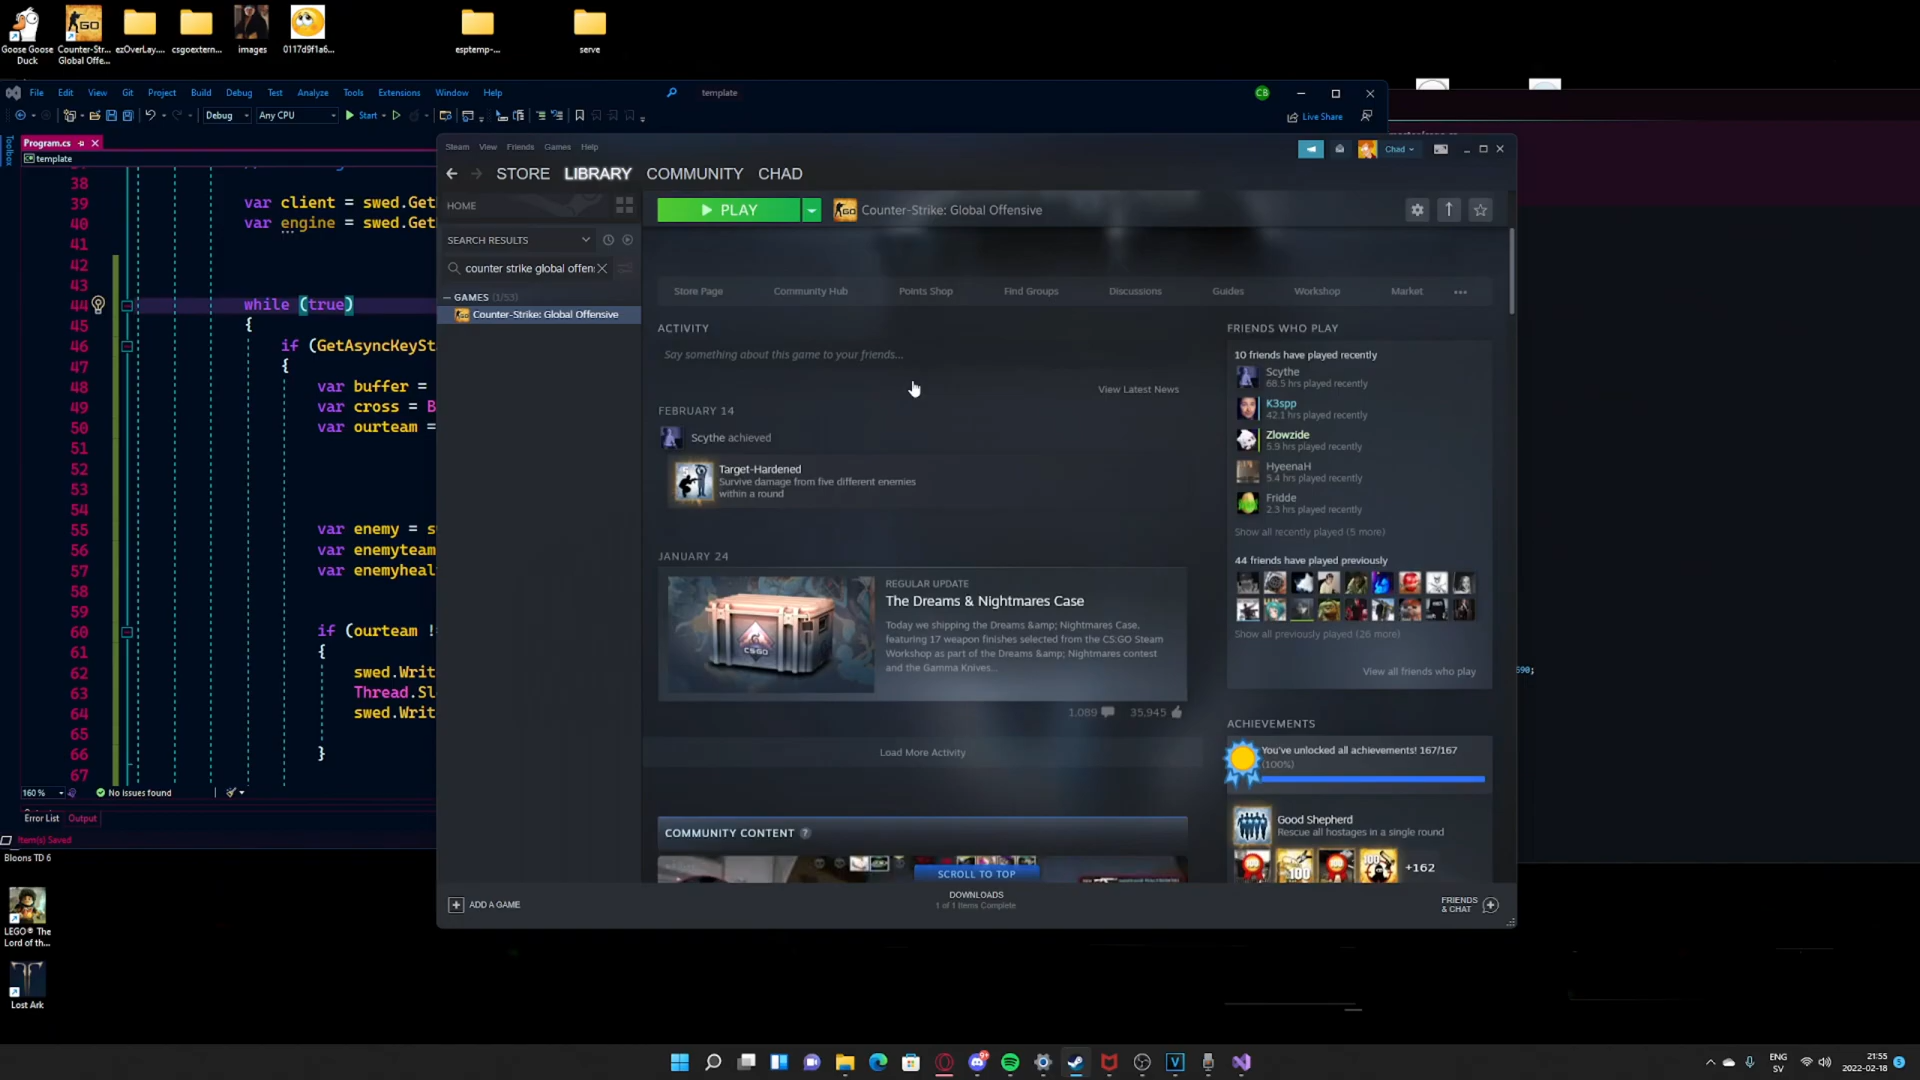 Goose Goose
Duck
Counter-Str...
Global Offe...
ezOverLay....
csgoextern...
images
0117d9f1a6...
esptemp-...
serve
File Edit View Git Project Build Debug Test Analyze Tools Extensions Window Help
template
CB
Debug Any CPU Start
Live Share
Toolbox
Program.cs
template
38
39 var client = swed.Get
40 var engine = swed.Get
41
42
43
44 while (true)
45 {
46 if (GetAsyncKeySt
47 {
48 var buffer =
49 var cross = B
50 var ourteam =
51
52
53
54
55 var enemy = s
56 var enemyteam
57 var enemyheal
58
59
60 if (ourteam !
61 {
62 swed.Writ
63 Thread.Sl
64 swed.Writ
65
66 }
67
160 % No issues found
Error List Output
Item(s) Saved
Bloons TD 6
LEGO® The
Lord of th...
Lost Ark
Steam View Friends Games Help
Chad
STORE LIBRARY COMMUNITY CHAD
HOME
SEARCH RESULTS
counter strike global offen
GAMES (1/53)
Counter-Strike: Global Offensive
PLAY
Counter-Strike: Global Offensive
Store Page Community Hub Points Shop Find Groups Discussions Guides Workshop Market
ACTIVITY
Say something about this game to your friends...
View Latest News
FEBRUARY 14
Scythe achieved
Target-Hardened
Survive damage from five different enemies
within a round
JANUARY 24
REGULAR UPDATE
The Dreams & Nightmares Case
Today we shipping the Dreams &amp; Nightmares Case,
featuring 17 weapon finishes selected from the CS:GO Steam
Workshop as part of the Dreams &amp; Nightmares contest
and the Gamma Knives...
CS:GO
1,089 35,945
Load More Activity
COMMUNITY CONTENT ?
SCROLL TO TOP
FRIENDS WHO PLAY
10 friends have played recently
Scythe
68.5 hrs played recently
K3spp
42.1 hrs played recently
Zlowzide
5.9 hrs played recently
HyeenaH
5.4 hrs played recently
Fridde
2.3 hrs played recently
Show all recently played (5 more)
44 friends have played previously
Show all previously played (26 more)
View all friends who play
ACHIEVEMENTS
You've unlocked all achievements! 167/167
(100%)
Good Shepherd
Rescue all hostages in a single round
+162
ADD A GAME
DOWNLOADS
1 of 1 Items Complete
FRIENDS
& CHAT
690;
ENG
SV
21:55
2022-02-18
5